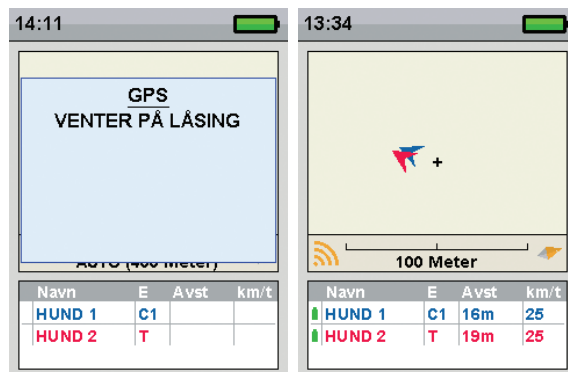 14:11
GPS
VENTER PÅ LÅSING
AUTO (400 Meter)
Navn E Avst km/t
HUND 1 C1
HUND 2 T
13:34
100 Meter
Navn E Avst km/t
HUND 1 C1 16m 25
HUND 2 T 19m 25